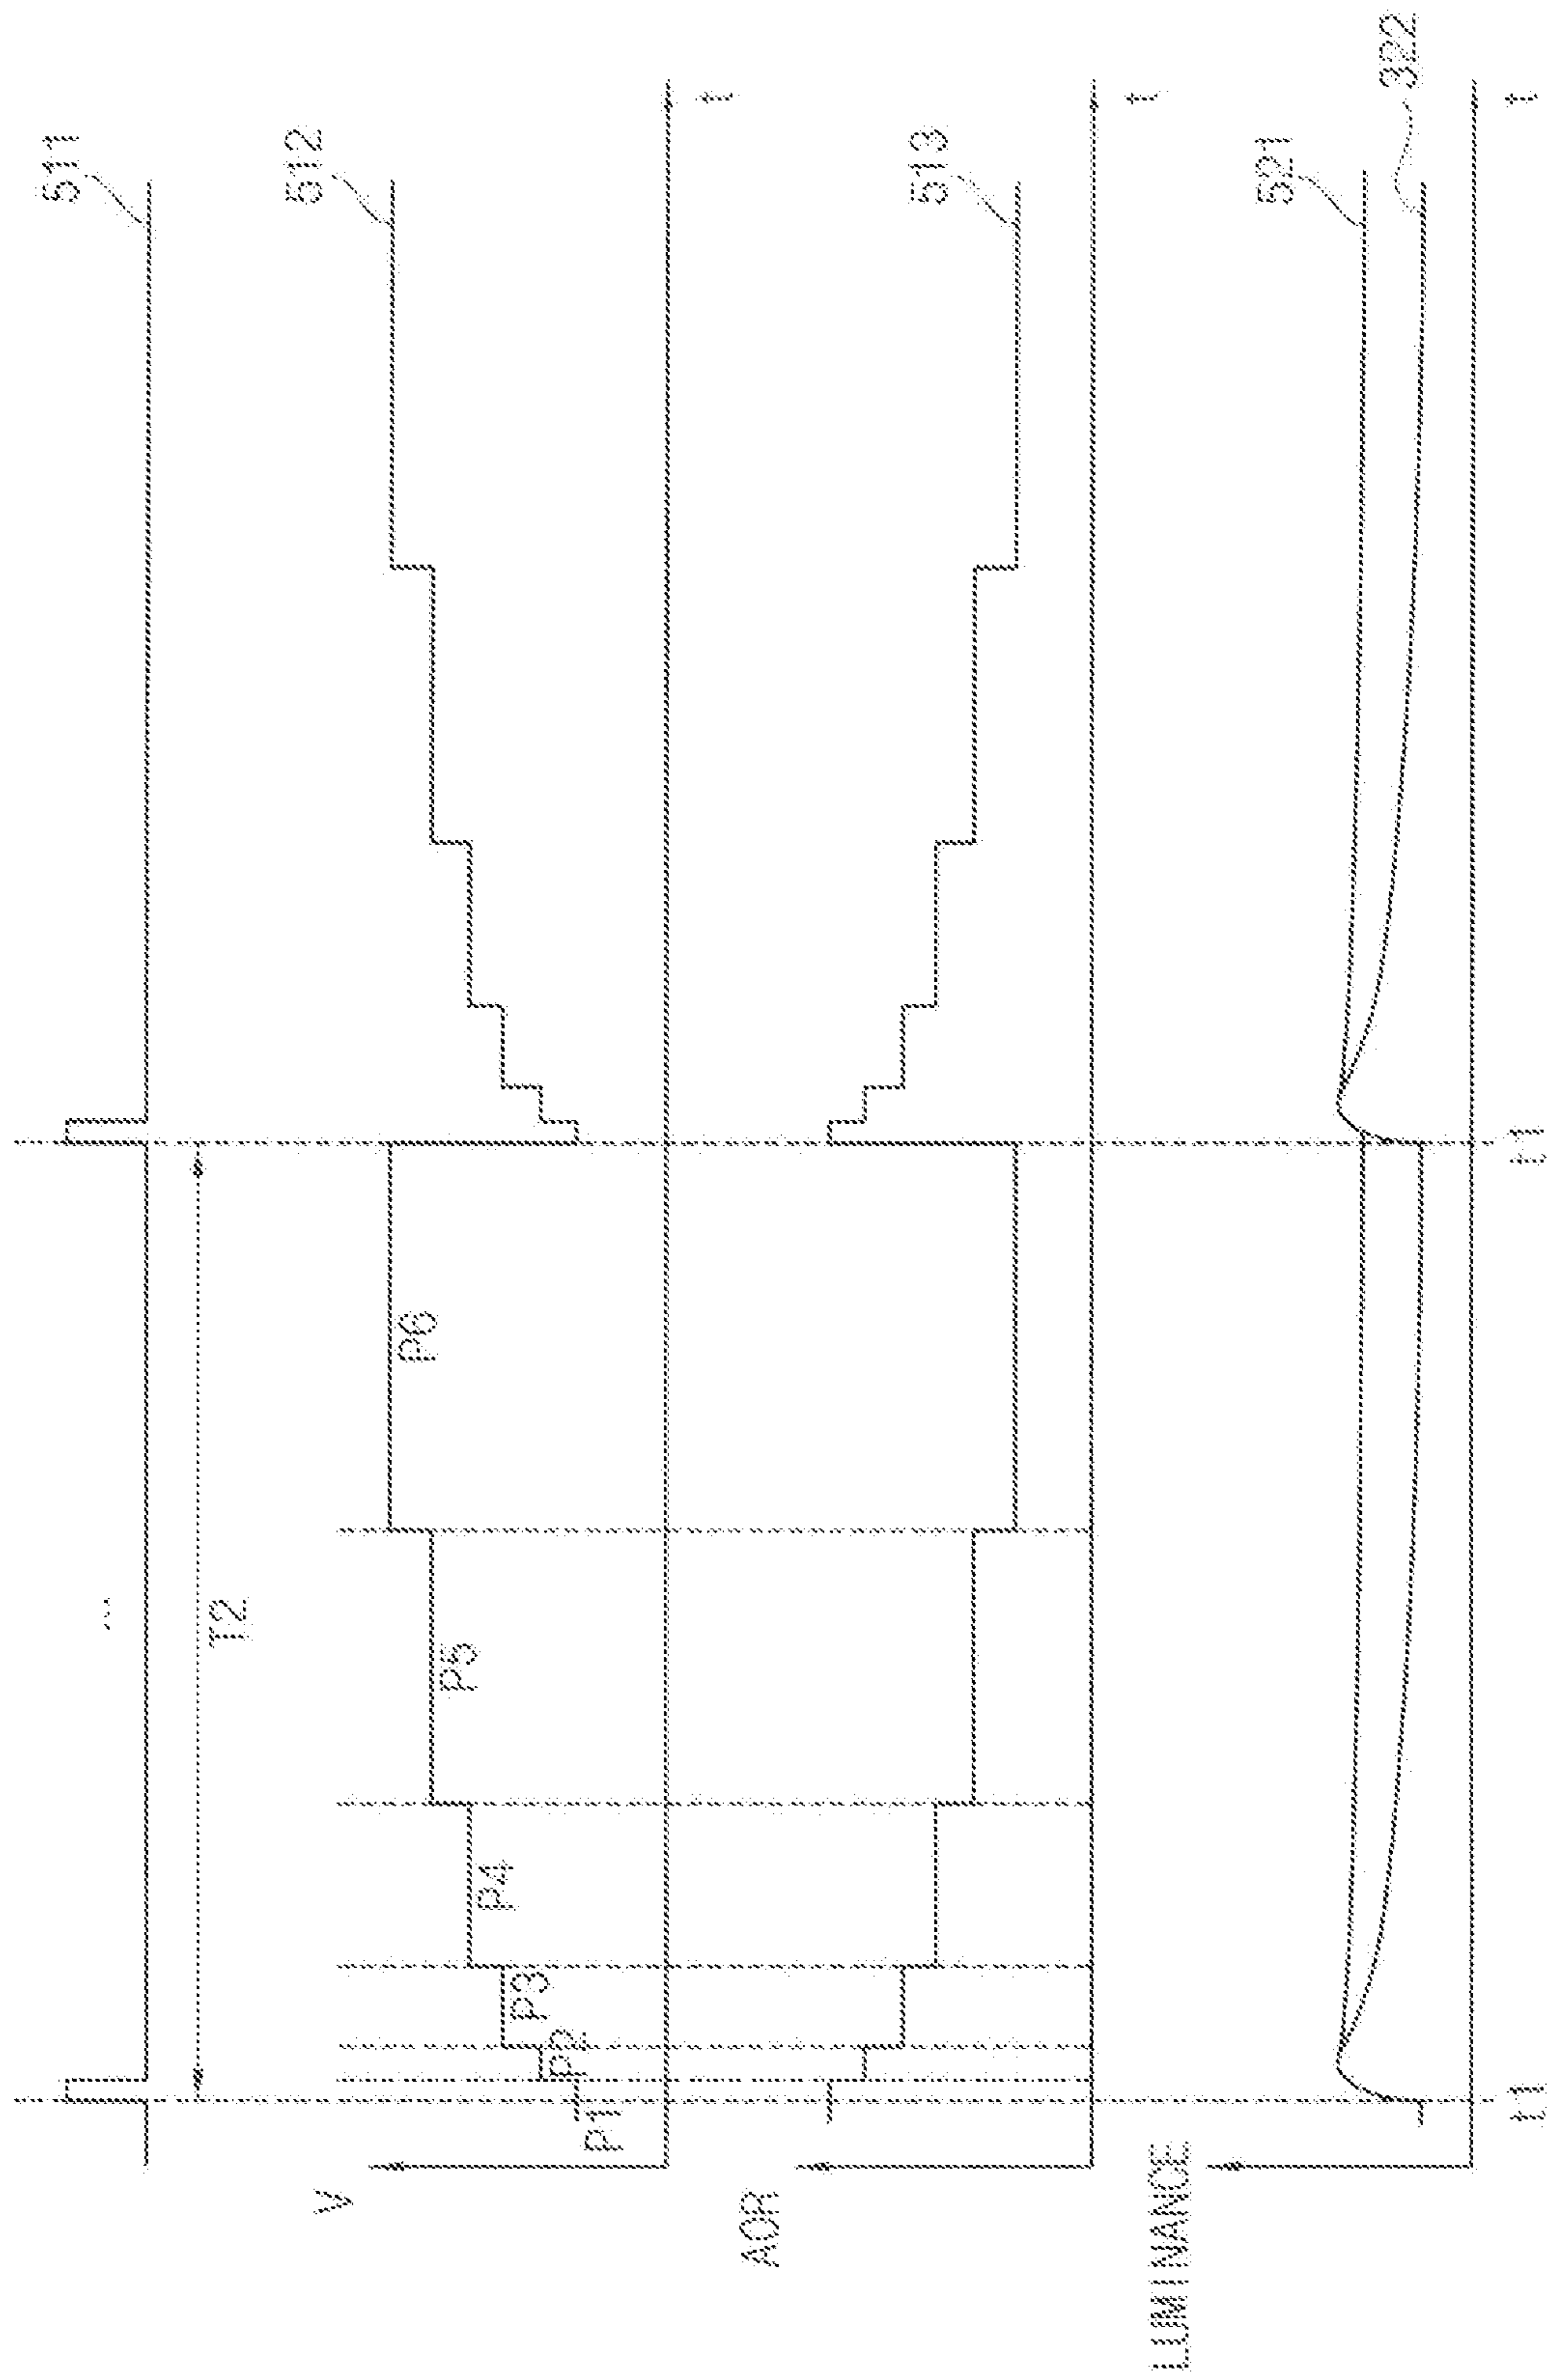 511
...
T2
V
512
P1
P2
P3
P4
P5
P6
t
AOR
513
t
LUMINANCE
521
322
t1
t1
t